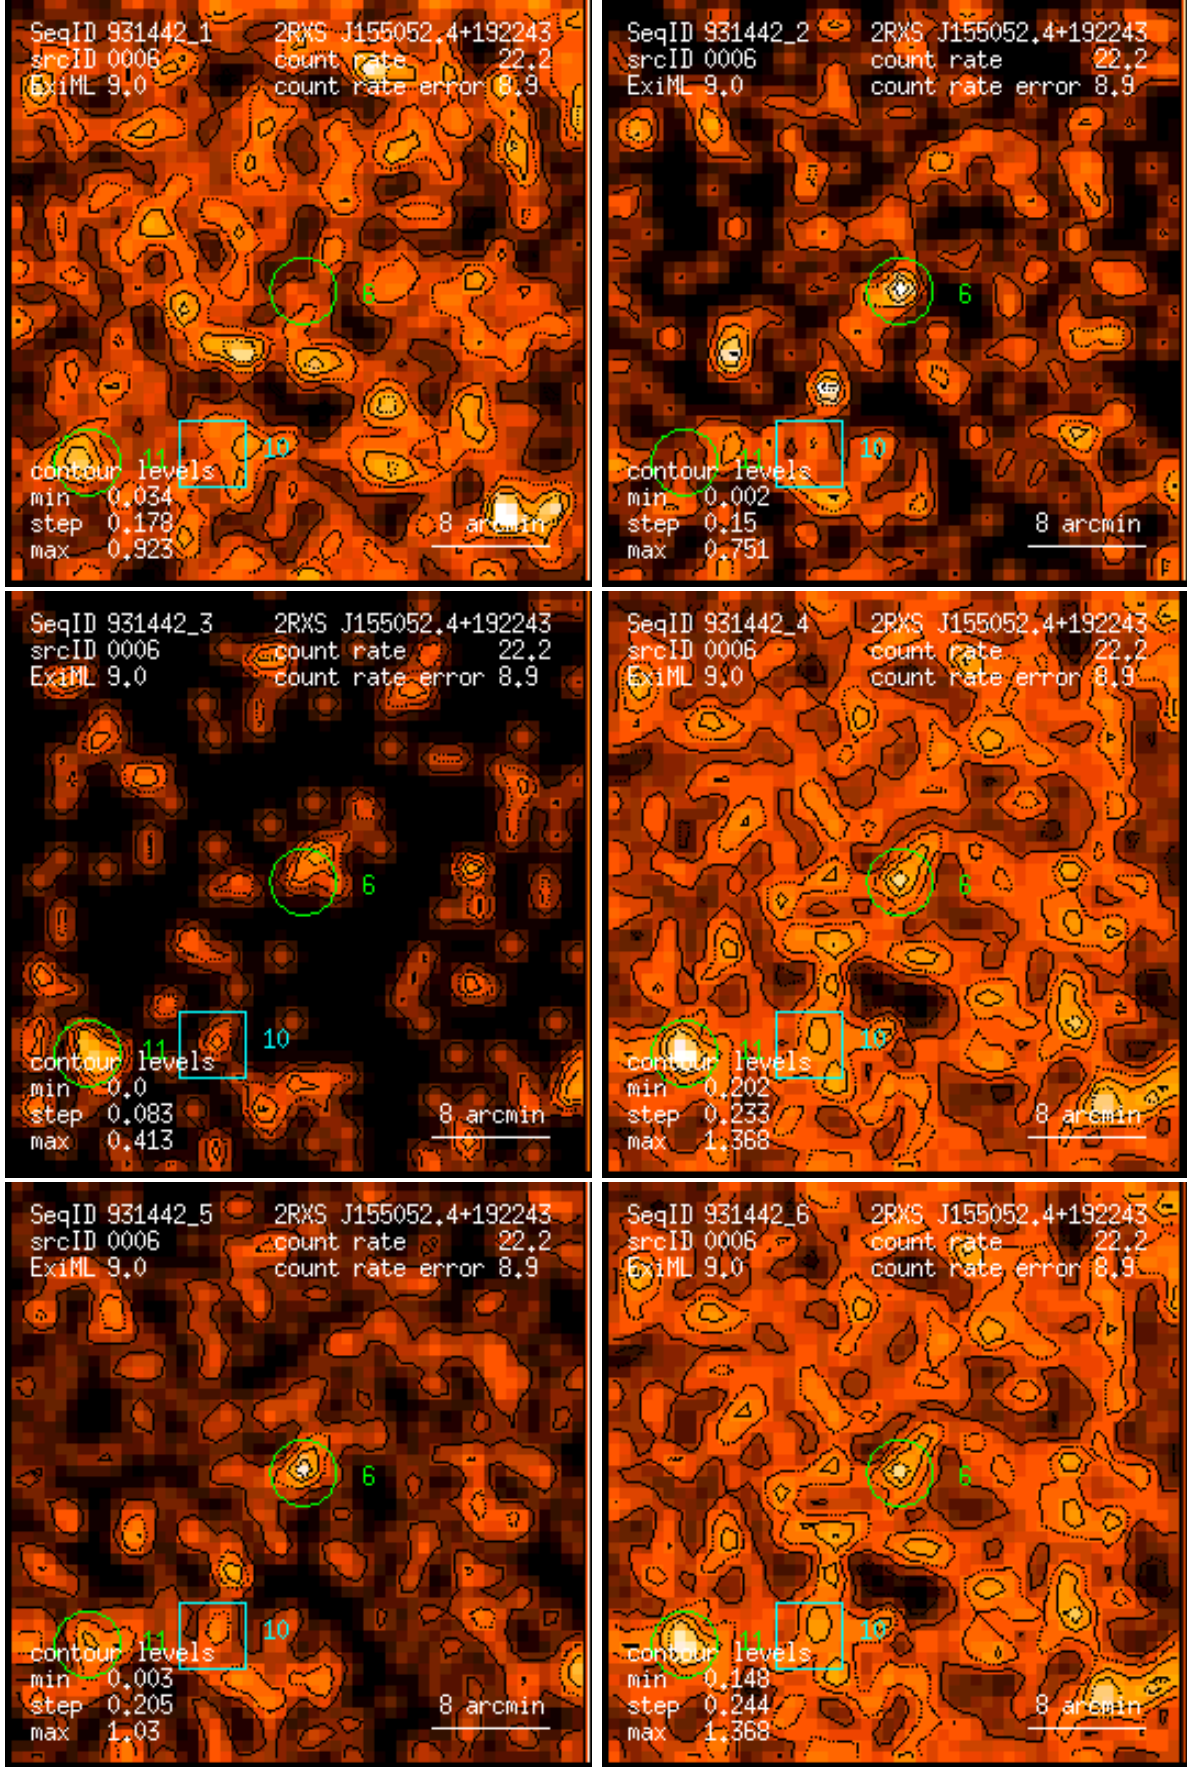 SeqID 931442_1 2RXS J155052.4+192243
srcID 0006 count rate 22.2
ExiML 9.0 count rate error 8.9
6
11 10
contour levels
min 0.034
step 0.178 8 arcmin
max 0.923
SeqID 931442_2 2RXS J155052.4+192243
srcID 0006 count rate 22.2
ExiML 9.0 count rate error 8.9
6
11 10
contour levels
min 0.002
step 0.15 8 arcmin
max 0.751
SeqID 931442_3 2RXS J155052.4+192243
srcID 0006 count rate 22.2
ExiML 9.0 count rate error 8.9
6
11 10
contour levels
min 0.0
step 0.083 8 arcmin
max 0.413
SeqID 931442_4 2RXS J155052.4+192243
srcID 0006 count rate 22.2
ExiML 9.0 count rate error 8.9
6
11 10
contour levels
min 0.202
step 0.233 8 arcmin
max 1.368
SeqID 931442_5 2RXS J155052.4+192243
srcID 0006 count rate 22.2
ExiML 9.0 count rate error 8.9
6
11 10
contour levels
min 0.003
step 0.205 8 arcmin
max 1.03
SeqID 931442_6 2RXS J155052.4+192243
srcID 0006 count rate 22.2
ExiML 9.0 count rate error 8.9
6
11 10
contour levels
min 0.148
step 0.244 8 arcmin
max 1.368